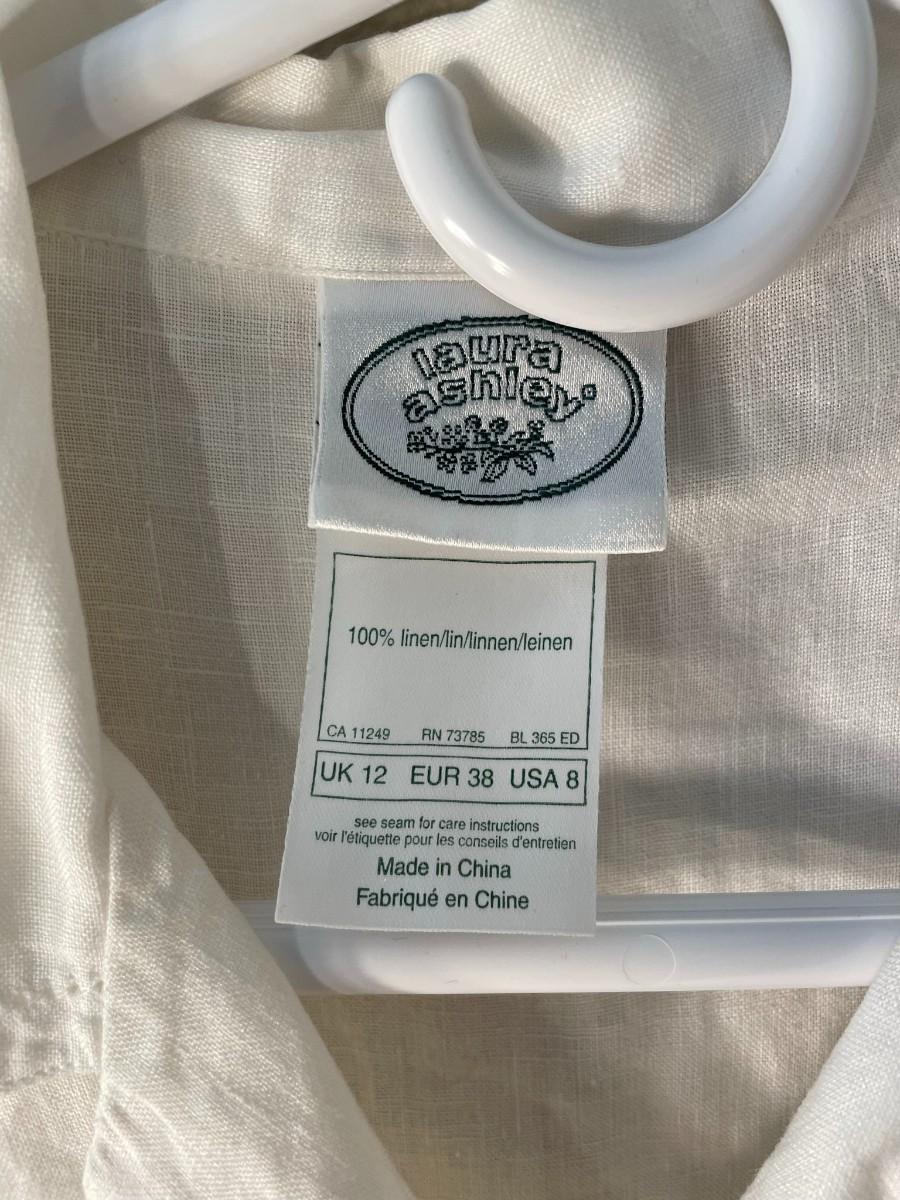 laura
ashley®
100% linen/lin/linnen/leinen
CA 11249 RN 73785 BL 365 ED
UK 12 EUR 38 USA 8
see seam for care instructions
voir l'étiquette pour les conseils d'entretien
Made in China
Fabriqué en Chine